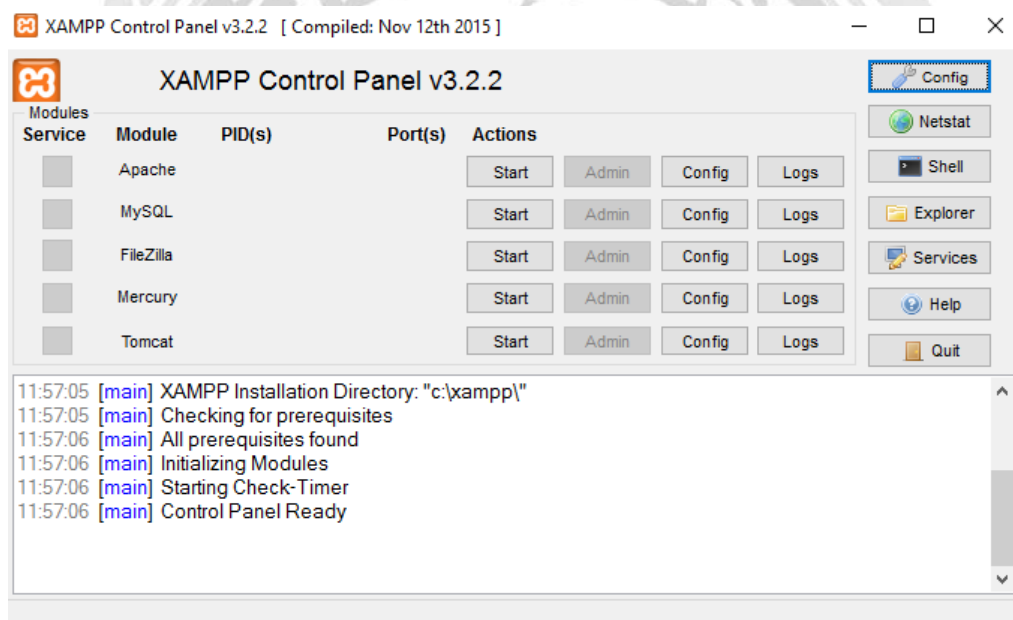 XAMPP Control Panel v3.2.2 [ Compiled: Nov 12th 2015 ]
XAMPP Control Panel v3.2.2
Config
Modules
Service Module PID(s) Port(s) Actions
Netstat
Apache Start Admin Config Logs
Shell
MySQL Start Admin Config Logs
Explorer
FileZilla Start Admin Config Logs
Services
Mercury Start Admin Config Logs
Help
Tomcat Start Admin Config Logs
Quit
11:57:05 [main] XAMPP Installation Directory: "c:\xampp\"
11:57:05 [main] Checking for prerequisites
11:57:06 [main] All prerequisites found
11:57:06 [main] Initializing Modules
11:57:06 [main] Starting Check-Timer
11:57:06 [main] Control Panel Ready